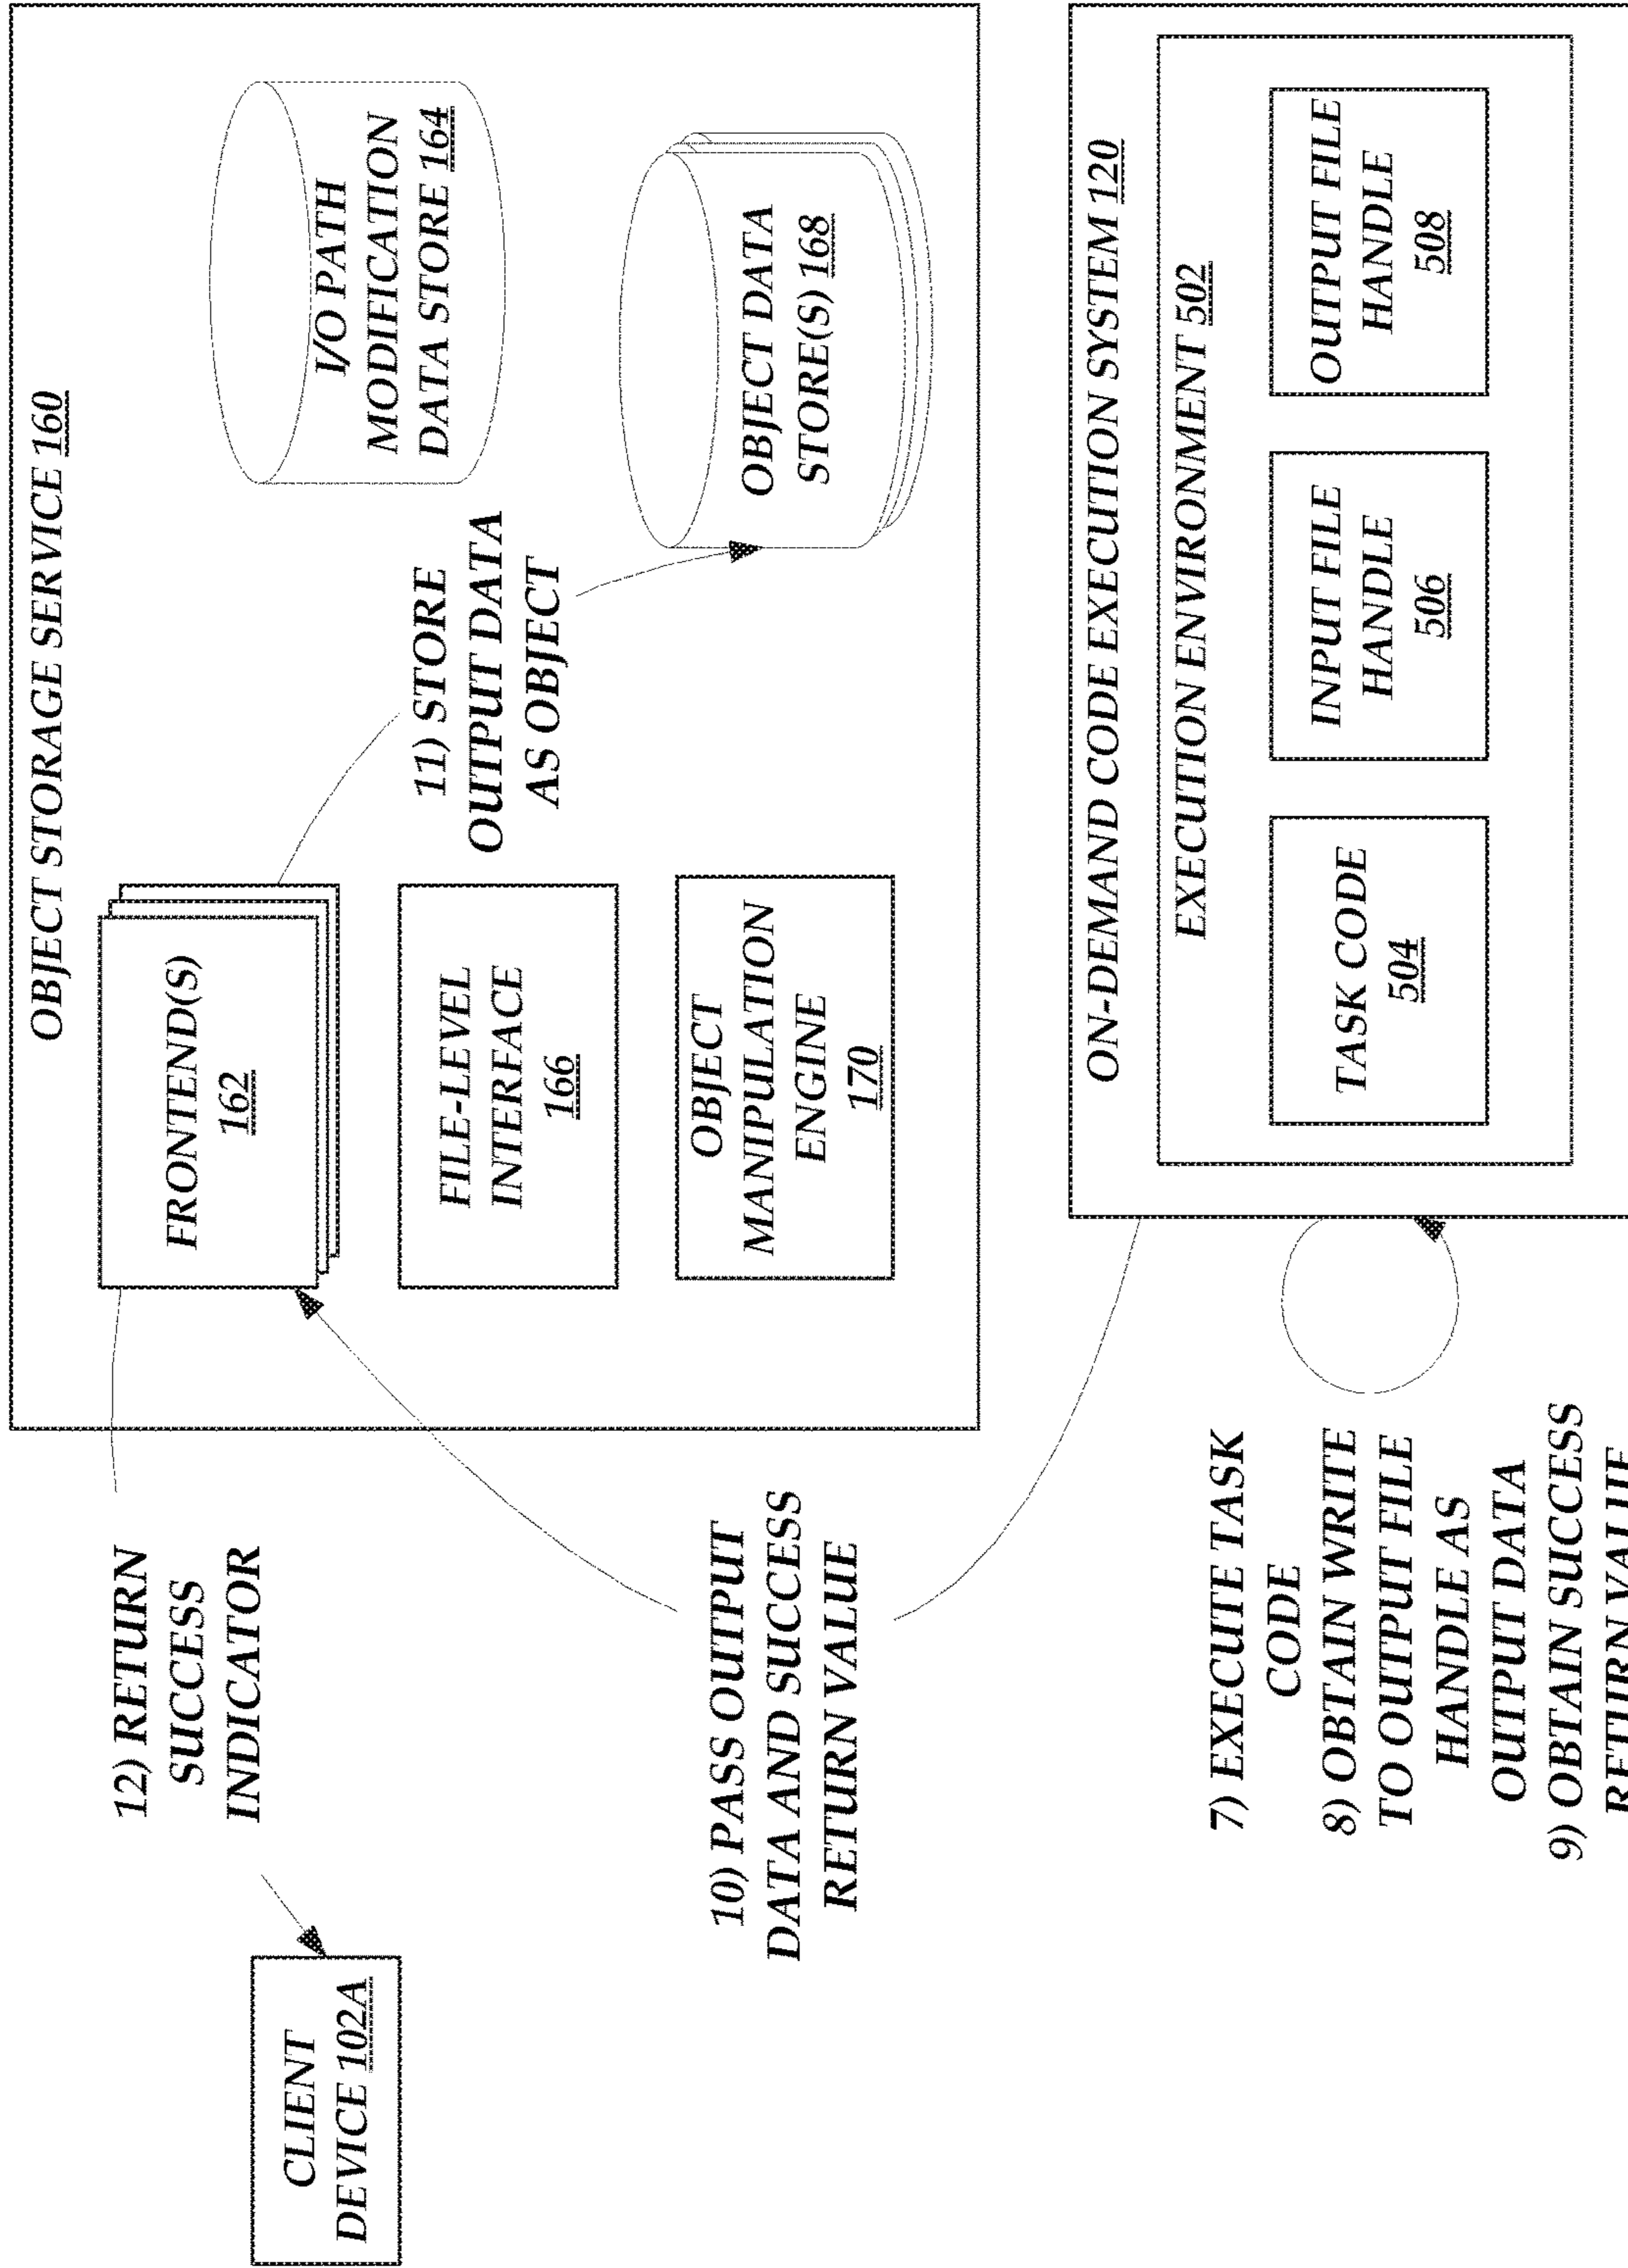 OBJECT STORAGE SERVICE 160
FRONTEND(S)
162
FILE-LEVEL
INTERFACE
166
OBJECT
MANIPULATION
ENGINE
170
I/O PATH
MODIFICATION
DATA STORE 164
OBJECT DATA
STORE(S) 168
11) STORE
OUTPUT DATA
AS OBJECT
12) RETURN
SUCCESS
INDICATOR
CLIENT
DEVICE 102A
10) PASS OUTPUT
DATA AND SUCCESS
RETURN VALUE
ON-DEMAND CODE EXECUTION SYSTEM 120
EXECUTION ENVIRONMENT 502
TASK CODE
504
INPUT FILE
HANDLE
506
OUTPUT FILE
HANDLE
508
7) EXECUTE TASK
CODE
8) OBTAIN WRITE
TO OUTPUT FILE
HANDLE AS
OUTPUT DATA
9) OBTAIN SUCCESS
RETURN VALUE